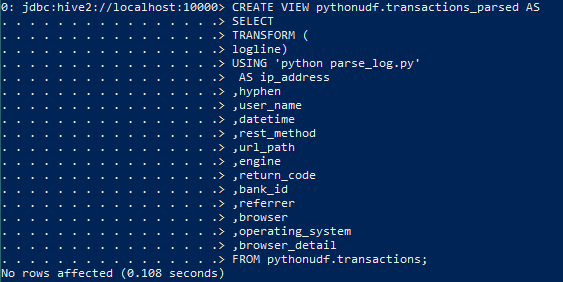 0: jdbc:hive2://localhost:10000> CREATE VIEW pythonudf.transactions_parsed AS
. . . . . . . . . . . . . . . .> SELECT
. . . . . . . . . . . . . . . .> TRANSFORM (
. . . . . . . . . . . . . . . .> logline)
. . . . . . . . . . . . . . . .> USING 'python parse_log.py'
. . . . . . . . . . . . . . . .>  AS ip_address
. . . . . . . . . . . . . . . .> ,hyphen
. . . . . . . . . . . . . . . .> ,user_name
. . . . . . . . . . . . . . . .> ,datetime
. . . . . . . . . . . . . . . .> ,rest_method
. . . . . . . . . . . . . . . .> ,url_path
. . . . . . . . . . . . . . . .> ,engine
. . . . . . . . . . . . . . . .> ,return_code
. . . . . . . . . . . . . . . .> ,bank_id
. . . . . . . . . . . . . . . .> ,referrer
. . . . . . . . . . . . . . . .> ,browser
. . . . . . . . . . . . . . . .> ,operating_system
. . . . . . . . . . . . . . . .> ,browser_detail
. . . . . . . . . . . . . . . .> FROM pythonudf.transactions;
No rows affected (0.108 seconds)